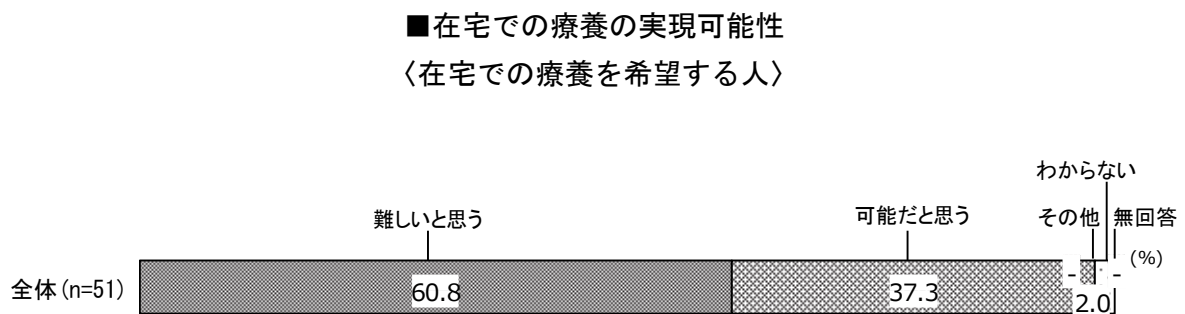 ■在宅での療養の実現可能性
〈在宅での療養を希望する人〉
わからない
難しいと思う 可能だと思う その他 無回答
(%)
全体(n=51) 60.8 37.3 - 2.0 -